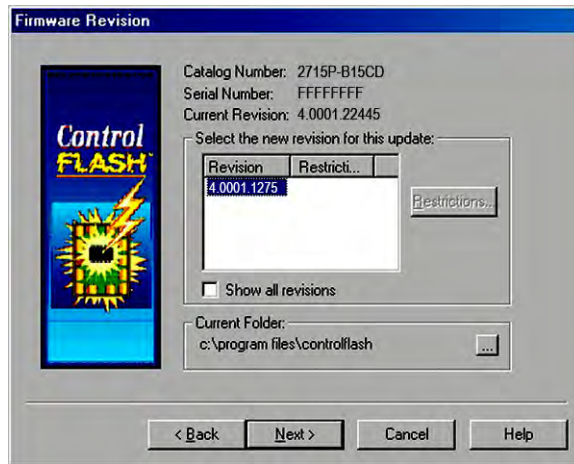 Firmware Revision
Control
FLASH
Catalog Number: 2715P-B15CD
Serial Number: FFFFFFFF
Current Revision: 4.0001.22445
Select the new revision for this update:
Revision Restricti...
4.0001.1275
Restrictions...
Show all revisions
Current Folder:
c:\program files\controlflash
...
< Back Next > Cancel Help